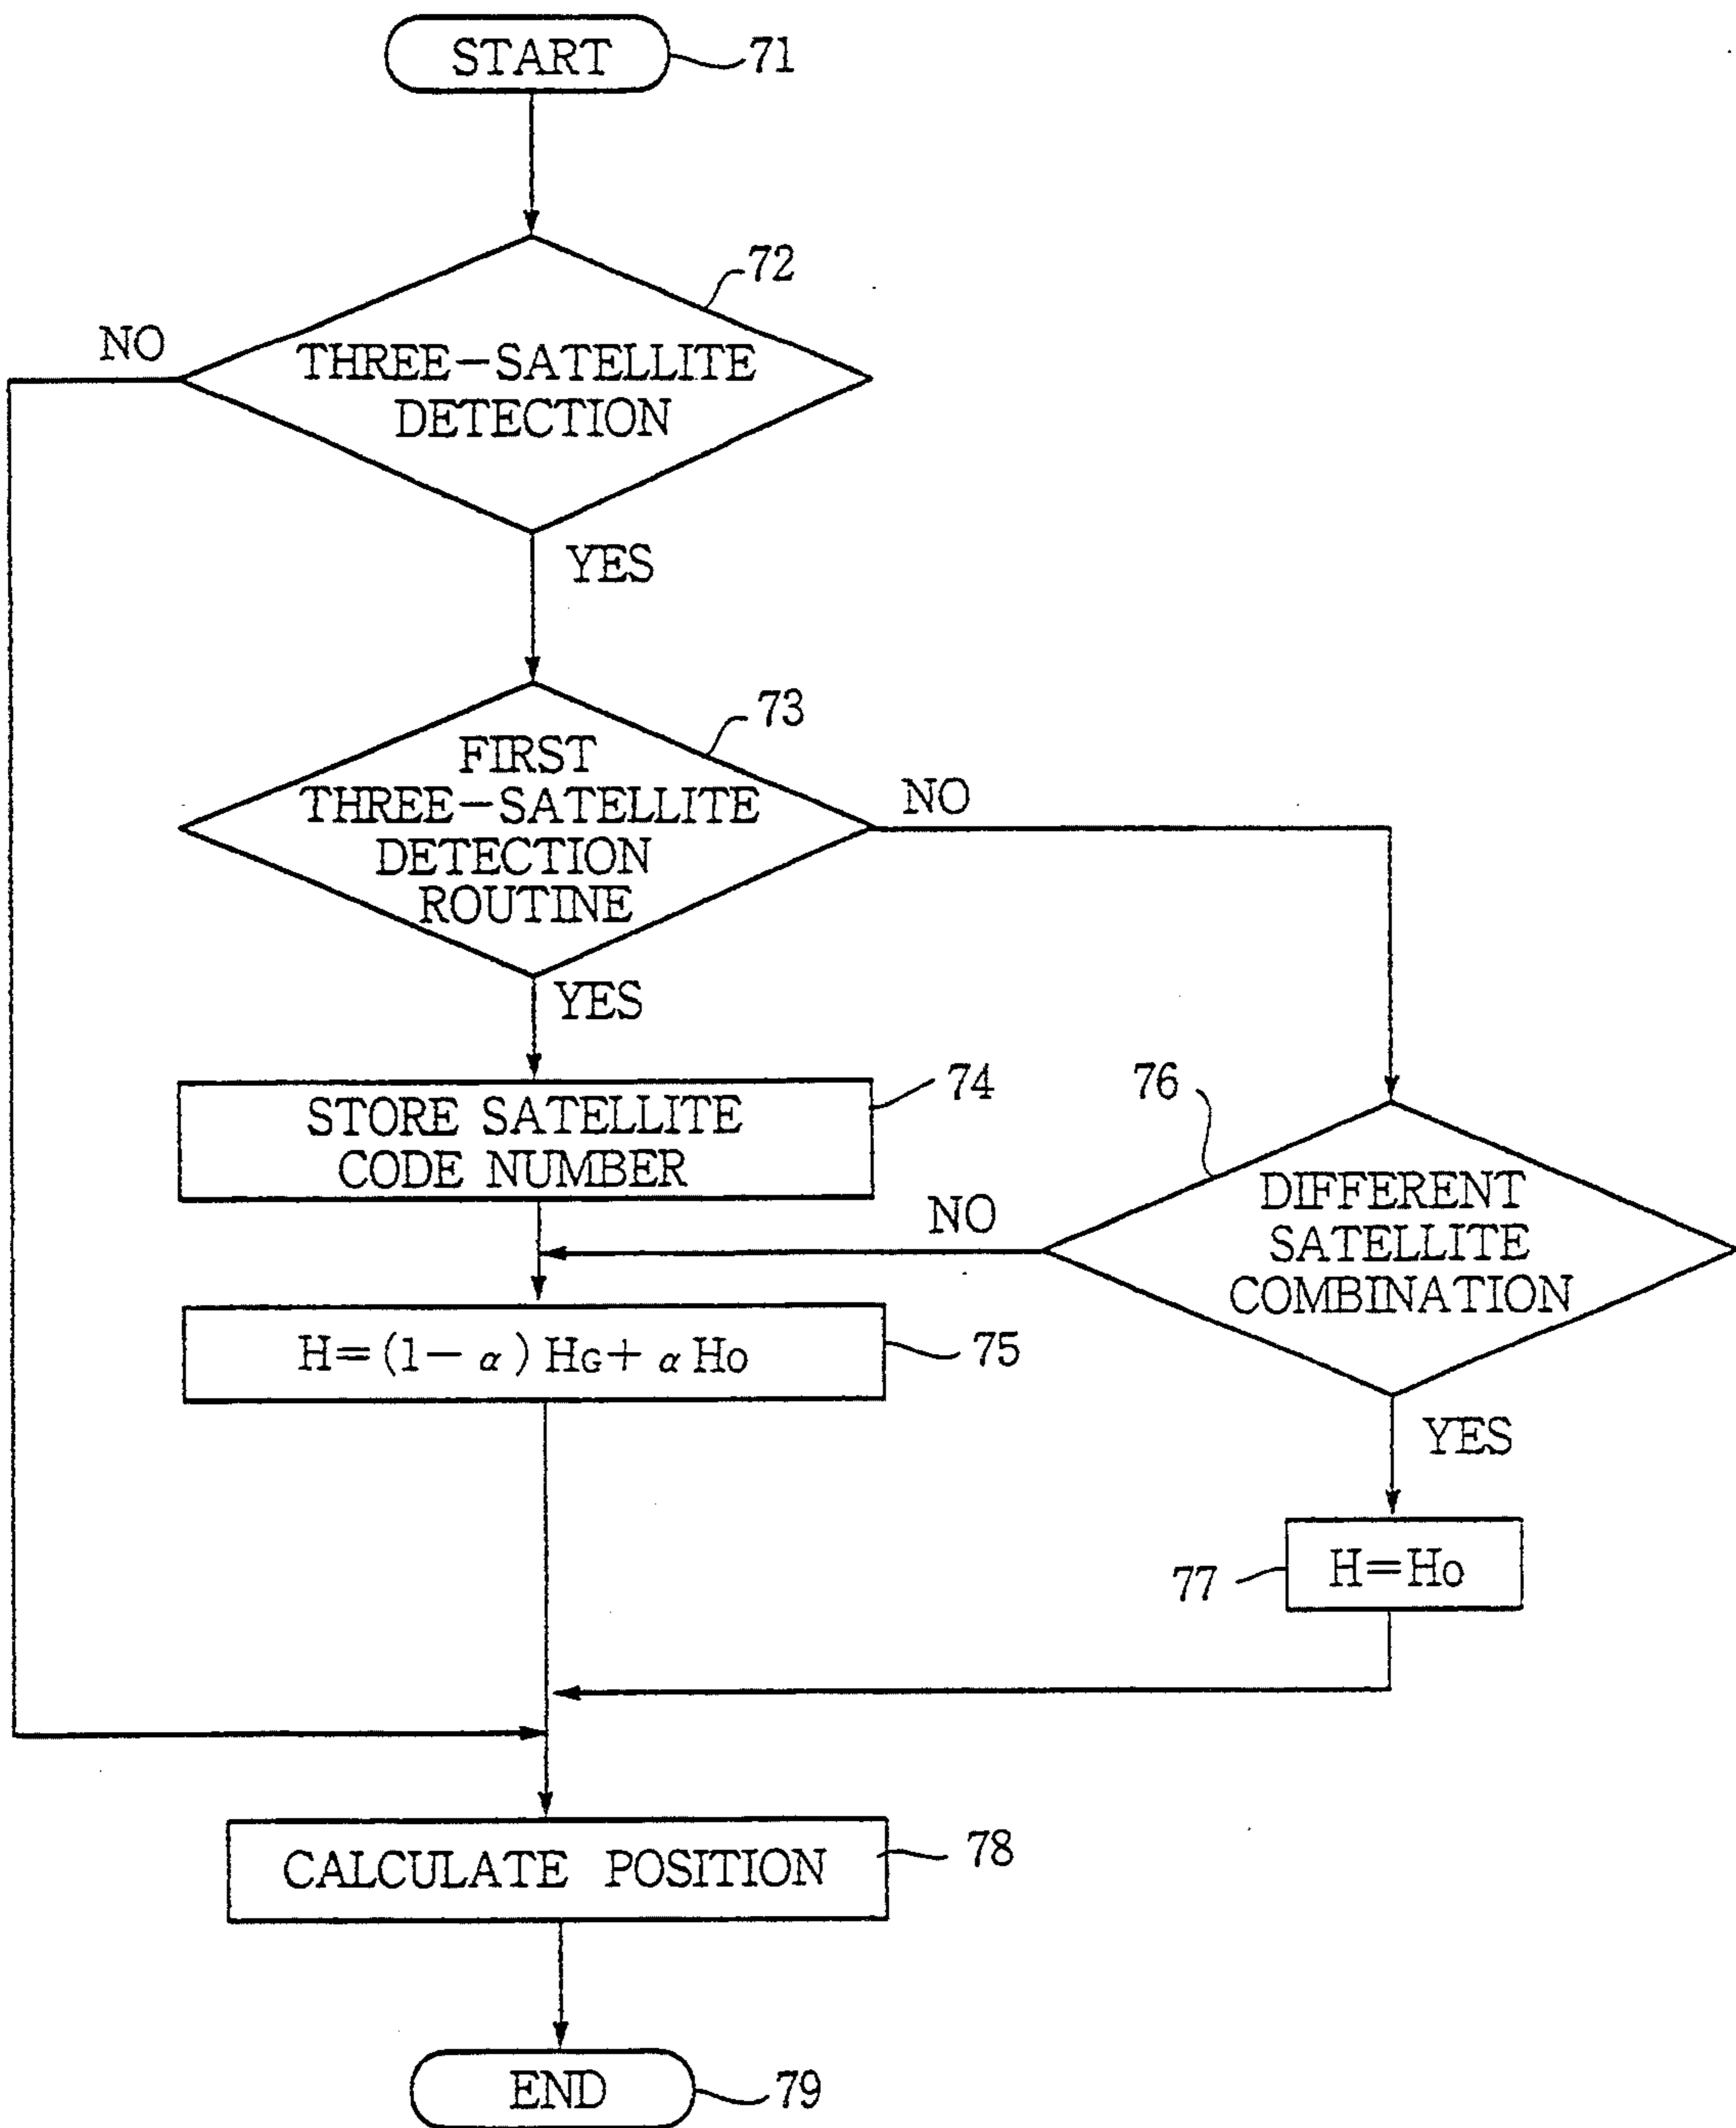 START
71
72
NO
THREE-SATELLITE
DETECTION
YES
73
FIRST
THREE-SATELLITE
DETECTION
ROUTINE
NO
YES
74
STORE SATELLITE
CODE NUMBER
76
DIFFERENT
SATELLITE
COMBINATION
NO
H=(1-α) HG+α Ho
75
YES
77
H=Ho
CALCULATE POSITION
78
END
79